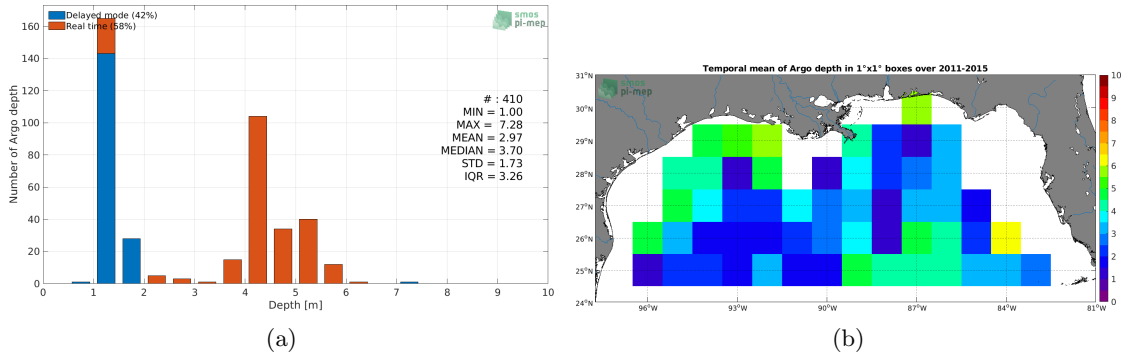 Delayed mode (42%)
Real time (58%)
smos
pi-mep
160
140
120
100
80
60
40
20
0
Number of Argo depth
# : 410
MIN = 1.00
MAX = 7.28
MEAN = 2.97
MEDIAN = 3.70
STD = 1.73
IQR = 3.26
0 1 2 3 4 5 6 7 8 9 10
Depth [m]
(a)
Temporal mean of Argo depth in 1°x1° boxes over 2011-2015
smos
pi-mep
31°N
30°N
29°N
28°N
27°N
26°N
25°N
24°N
96°W 93°W 90°W 87°W 84°W 81°W
10
9
8
7
6
5
4
3
2
1
0
(b)